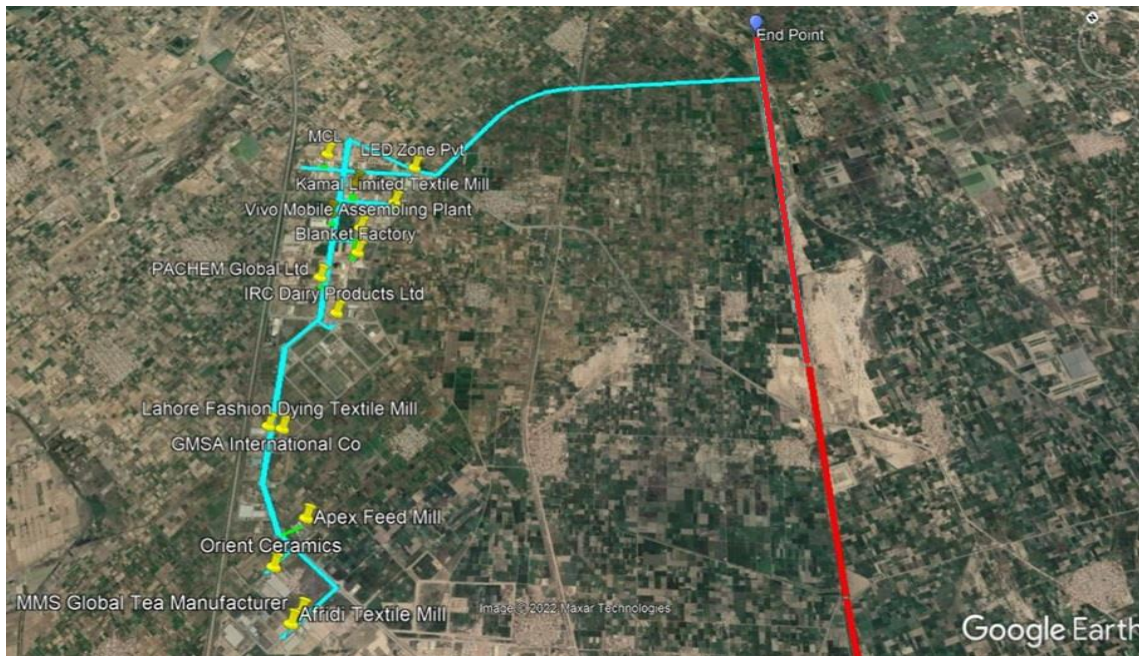 End Point
MCL
LED Zone Pvt
Kamal Limited Textile Mill
Vivo Mobile Assembling Plant
Blanket Factory
PACHEM Global Ltd
IRC Dairy Products Ltd
Lahore Fashion Dying Textile Mill
GMSA International Co
Apex Feed Mill
Orient Ceramics
MMS Global Tea Manufacturer
Afridi Textile Mill
Image © 2022 Maxar Technologies
Google Earth